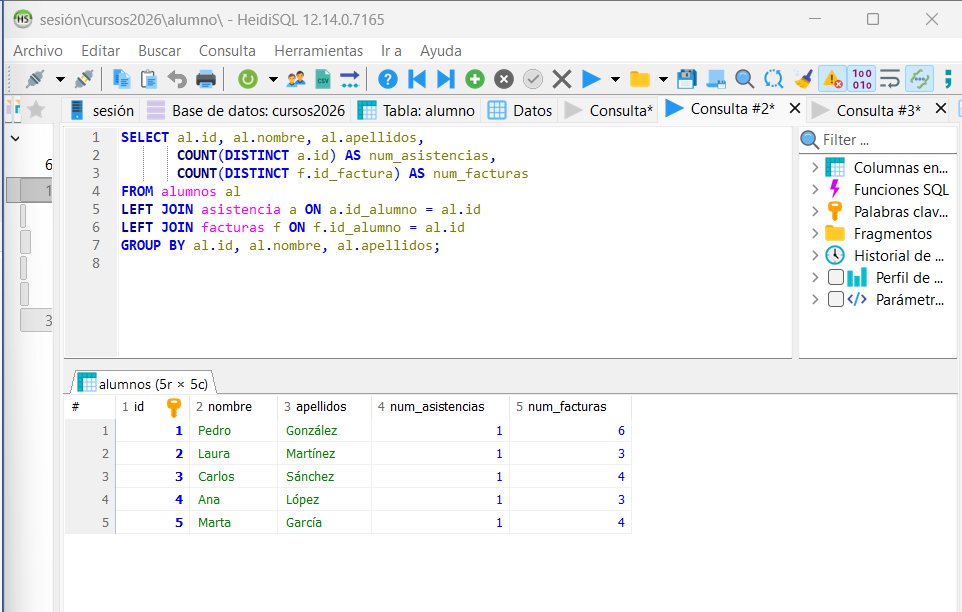 sesión\cursos2026\alumno\ - HeidiSQL 12.14.0.7165
Archivo Editar Buscar Consulta Herramientas Ir a Ayuda
sesión Base de datos: cursos2026 Tabla: alumno Datos Consulta* Consulta #2* Consulta #3*
1 SELECT al.id, al.nombre, al.apellidos,
2 COUNT(DISTINCT a.id) AS num_asistencias,
3 COUNT(DISTINCT f.id_factura) AS num_facturas
4 FROM alumnos al
5 LEFT JOIN asistencia a ON a.id_alumno = al.id
6 LEFT JOIN facturas f ON f.id_alumno = al.id
7 GROUP BY al.id, al.nombre, al.apellidos;
8
6
1
3
Filter ...
Columnas en...
Funciones SQL
Palabras clav...
Fragmentos
Historial de ...
Perfil de ...
Parámetr...
alumnos (5r × 5c)
# 1 id 2 nombre 3 apellidos 4 num_asistencias 5 num_facturas
1 1 Pedro González 1 6
2 2 Laura Martínez 1 3
3 3 Carlos Sánchez 1 4
4 4 Ana López 1 3
5 5 Marta García 1 4